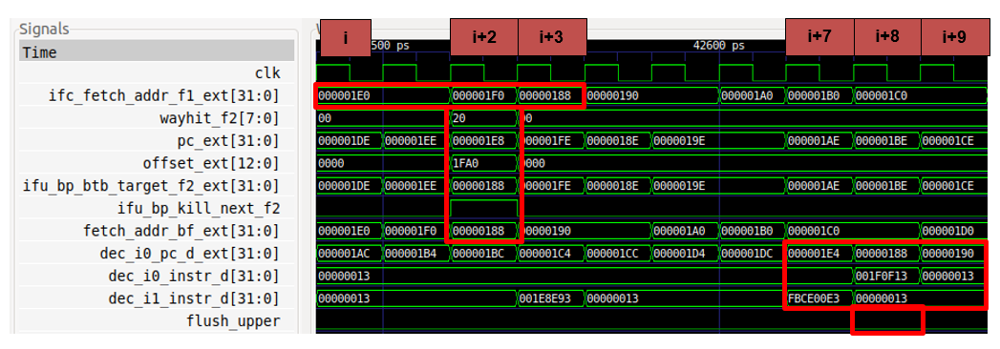 Signals
i i+2 i+3 i+7 i+8 i+9
Time 500 ps 42600 ps
clk
ifc_fetch_addr_f1_ext[31:0] 000001E0 000001F0 00000188 00000190 000001A0 000001B0 000001C0
wayhit_f2[7:0] 00 20 00
pc_ext[31:0] 000001DE 000001EE 000001E8 000001FE 0000018E 0000019E 000001AE 000001BE 000001CE
offset_ext[12:0] 0000 1FA0 0000
ifu_bp_btb_target_f2_ext[31:0] 000001DE 000001EE 00000188 000001FE 0000018E 0000019E 000001AE 000001BE 000001CE
ifu_bp_kill_next_f2
fetch_addr_bf_ext[31:0] 000001E0 000001F0 00000188 00000190 000001A0 000001B0 000001C0 000001D0
dec_i0_pc_d_ext[31:0] 000001AC 000001B4 000001BC 000001C4 000001CC 000001D4 000001DC 000001E4 00000188 00000190
dec_i0_instr_d[31:0] 00000013 001F0F13 00000013
dec_i1_instr_d[31:0] 00000013 001E8E93 00000013 FBCE00E3 00000013
flush_upper